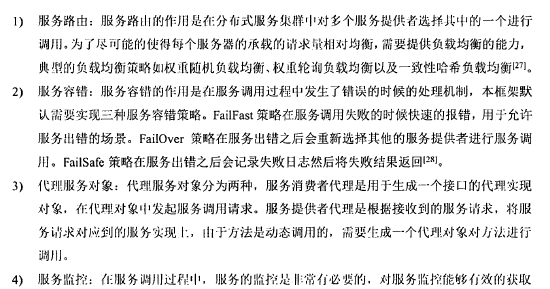 1) 服务路由：服务路由的作用是在分布式服务集群中对多个服务提供者选择其中的一个进行
调用。为了尽可能的使得每个服务器的承载的请求量相对均衡，需要提供负载均衡的能力，
典型的负载均衡策略如权重随机负载均衡、权重轮询负载均衡以及一致性哈希负载均衡[27]。
2) 服务容错：服务容错的作用是在服务调用过程中发生了错误的时候的处理机制，本框架默
认需要实现三种服务容错策略。FailFast 策略在服务调用失败的时候快速的报错，用于允许
服务出错的场景。FailOver 策略在服务出错之后会重新选择其他的服务提供者进行服务调
用。FailSafe 策略在服务出错之后会记录失败日志然后将失败结果返回[28]。
3) 代理服务对象：代理服务对象分为两种，服务消费者代理是用于生成一个接口的代理实现
对象，在代理对象中发起服务调用请求。服务提供者代理是根据接收到的服务请求，将服
务请求对应到的服务实现上，由于方法是动态调用的，需要生成一个代理对象对方法进行
调用。
4) 服务监控：在服务调用过程中，服务的监控是非常有必要的，对服务监控能够有效的获取